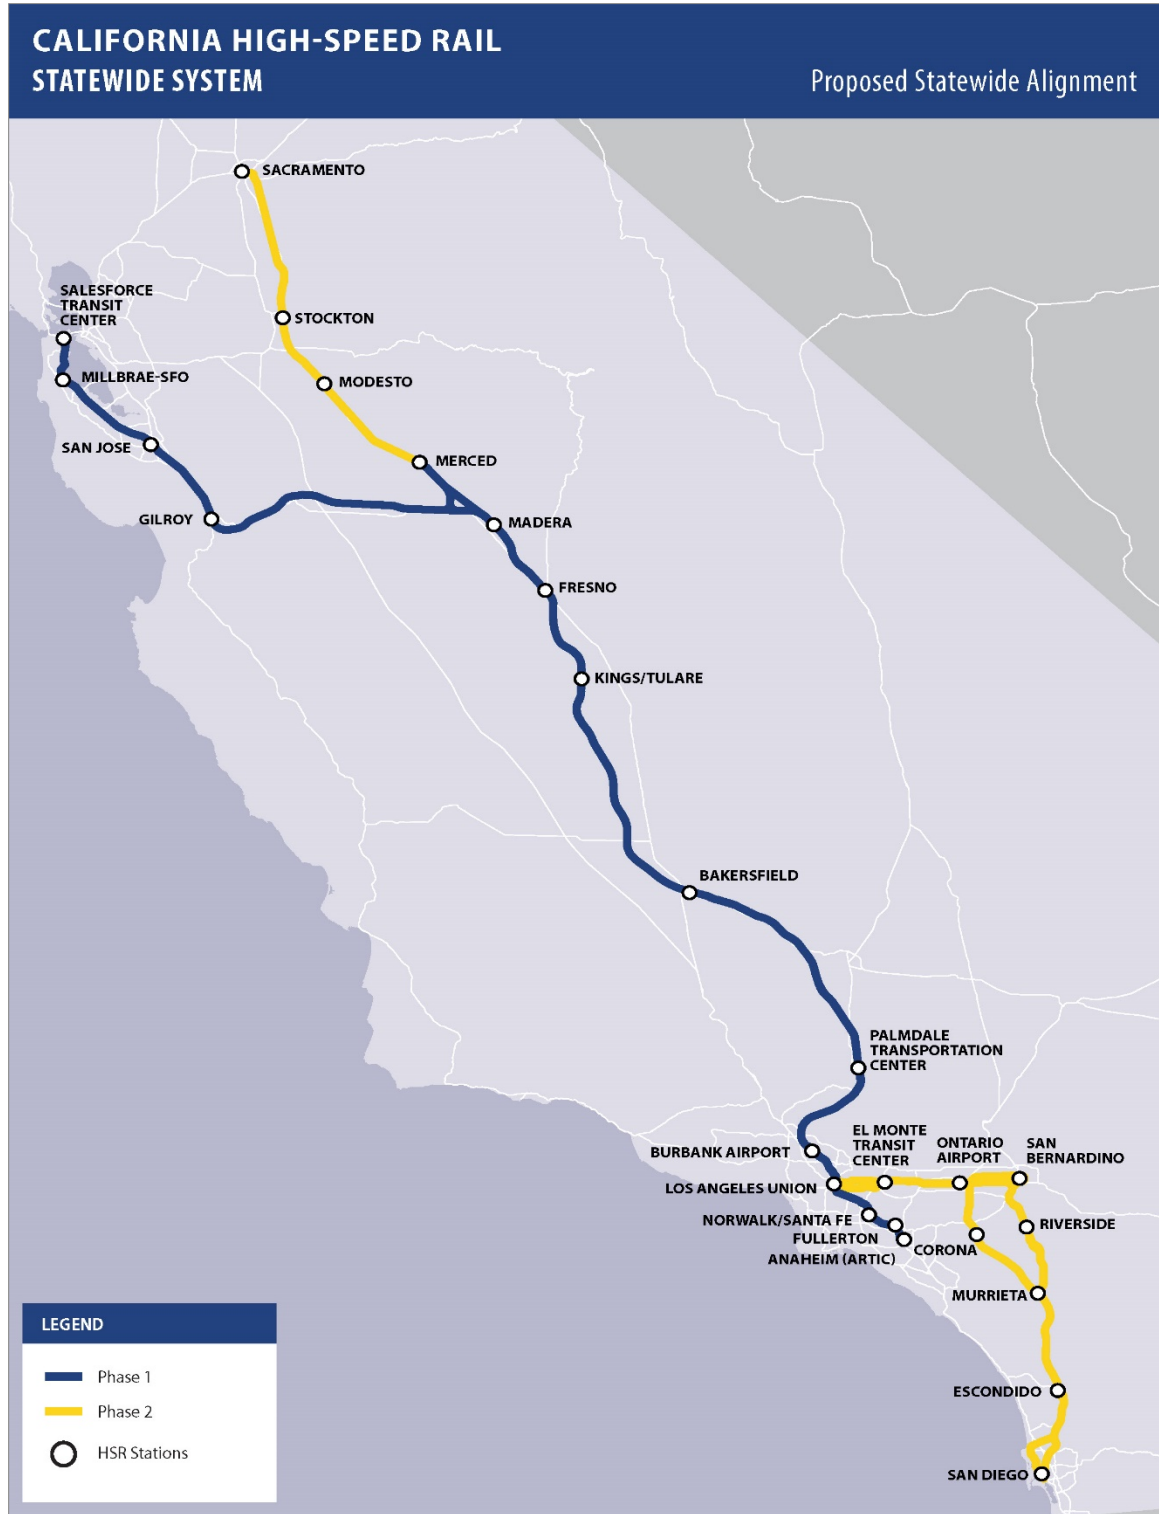 CALIFORNIA HIGH-SPEED RAIL
STATEWIDE SYSTEM
Proposed Statewide Alignment
SACRAMENTO
SALESFORCE
TRANSIT
CENTER
STOCKTON
MILLBRAE-SFO
MODESTO
SAN JOSE
MERCED
GILROY
MADERA
FRESNO
KINGS/TULARE
BAKERSFIELD
PALMDALE
TRANSPORTATION
CENTER
BURBANK AIRPORT
EL MONTE
TRANSIT
CENTER
ONTARIO
AIRPORT
SAN
BERNARDINO
LOS ANGELES UNION
NORWALK/SANTA FE
FULLERTON
ANAHEIM (ARTIC)
CORONA
RIVERSIDE
MURRIETA
ESCONDIDO
SAN DIEGO
LEGEND
Phase 1
Phase 2
HSR Stations